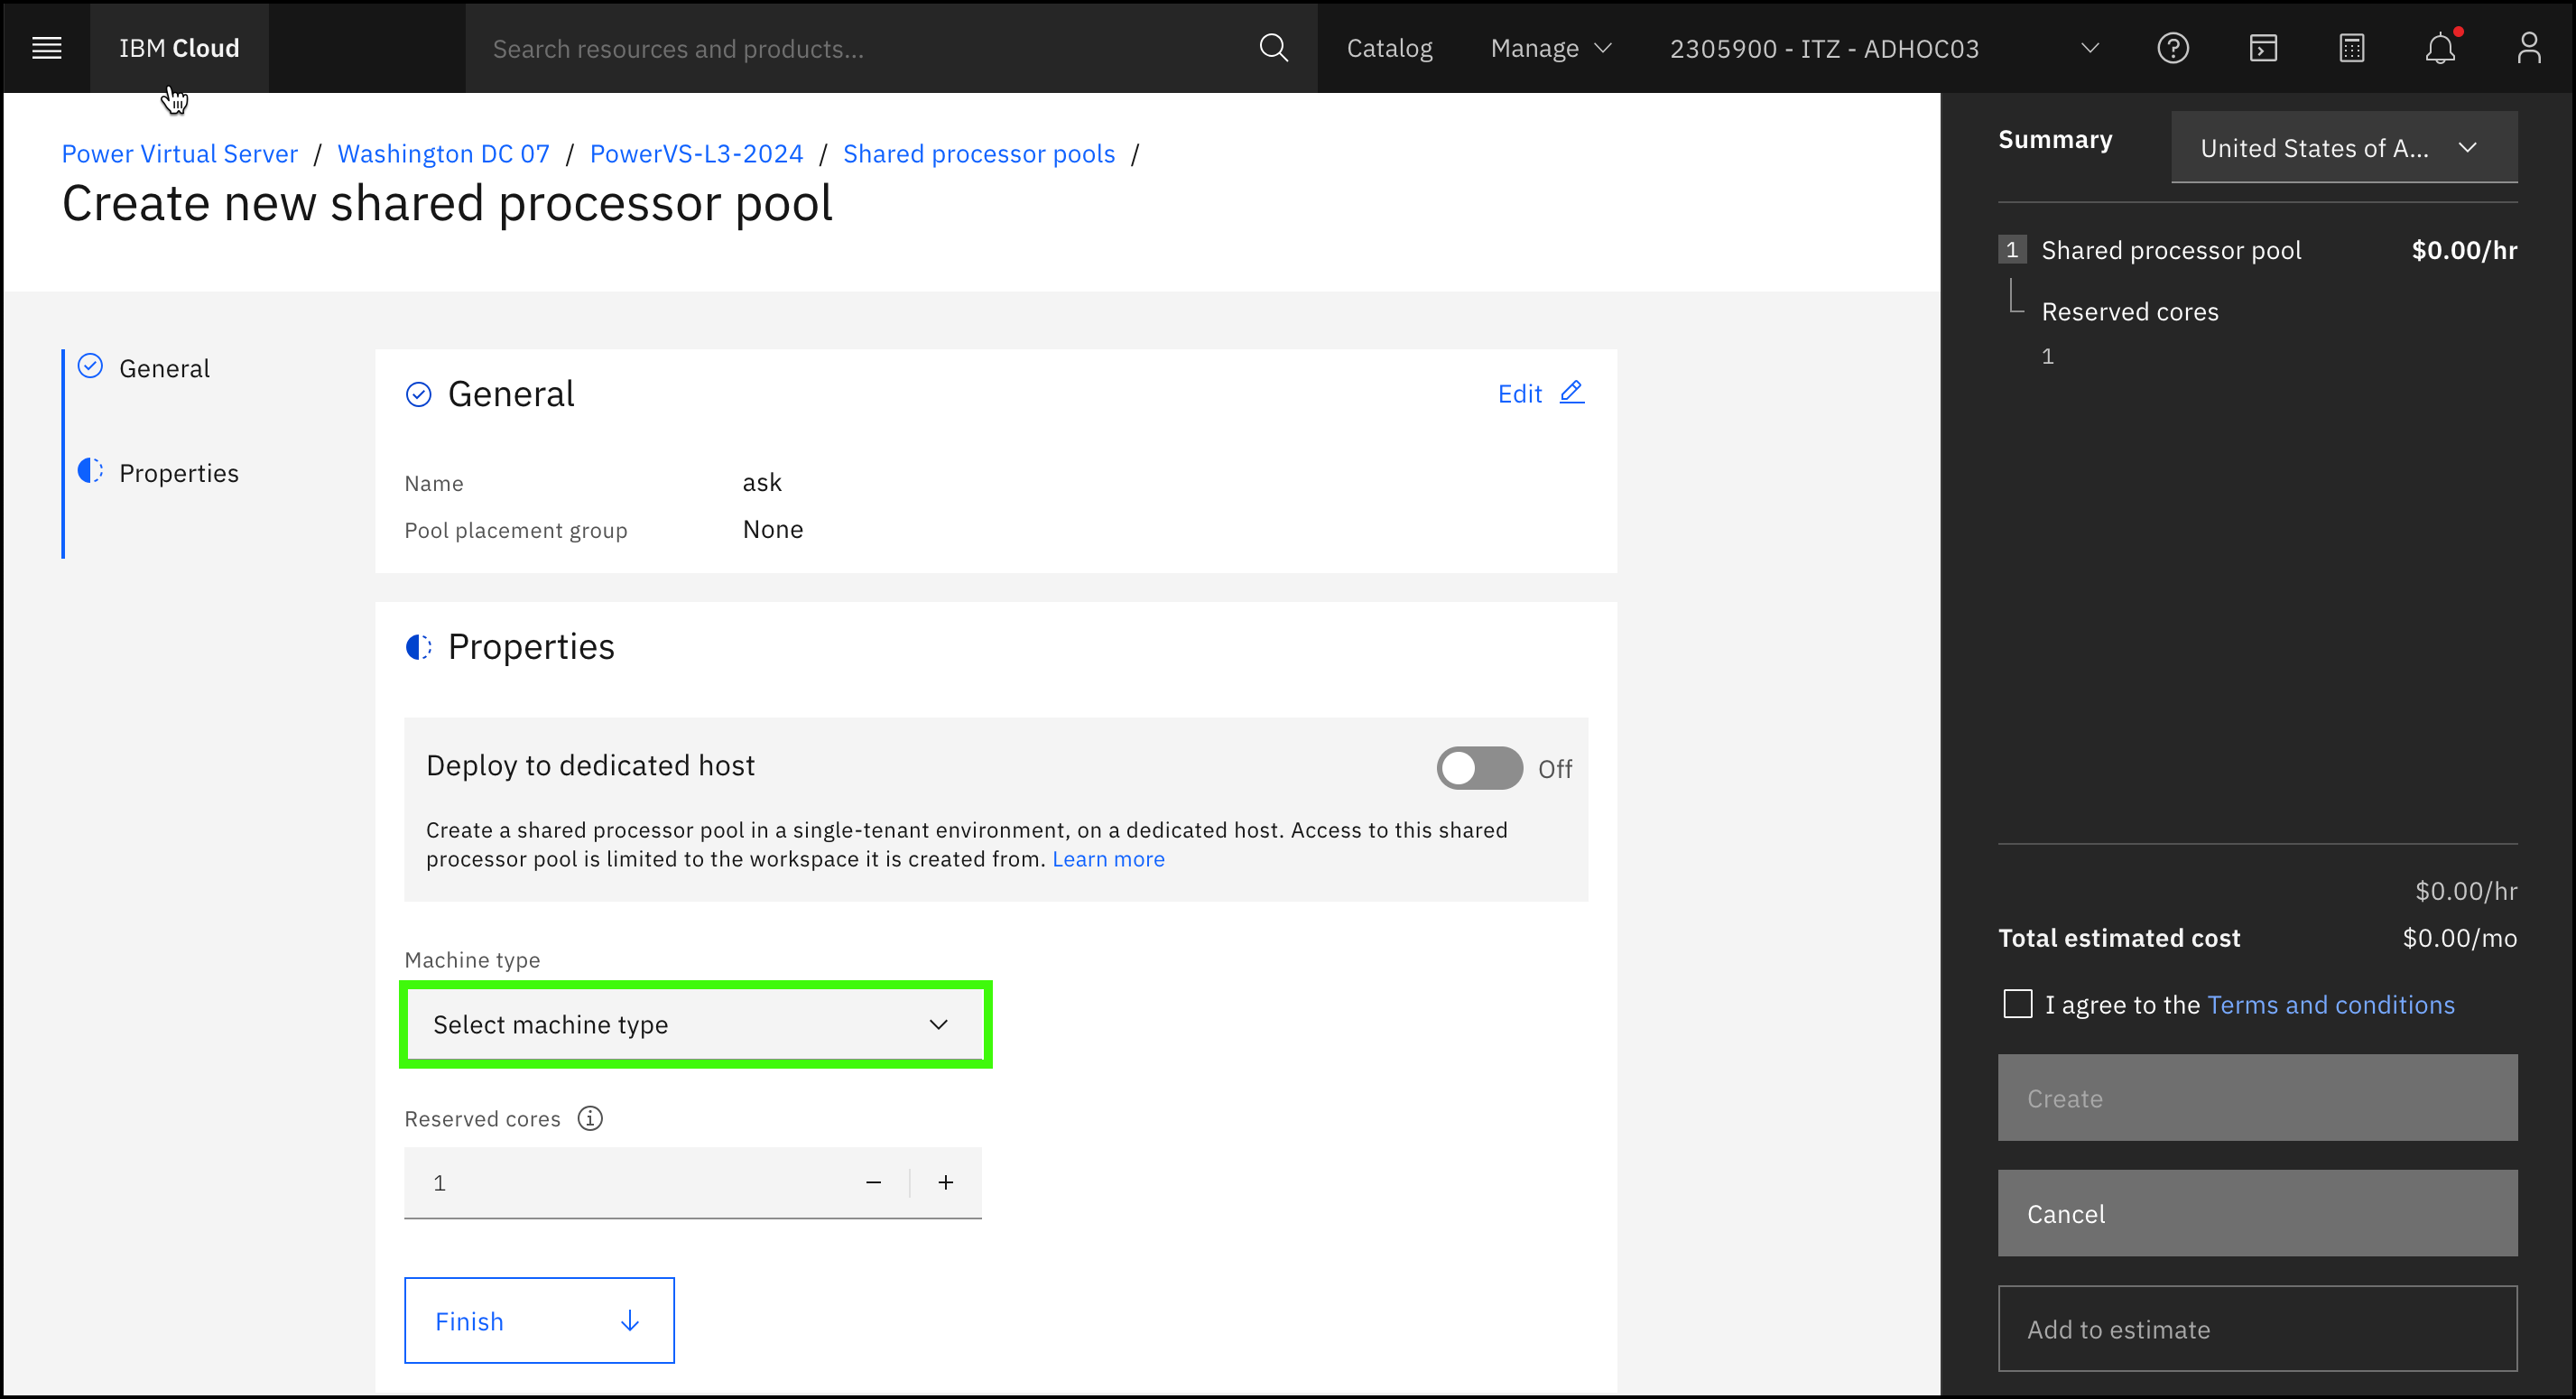 IBM Cloud
Search resources and products...
Catalog
Manage
2305900 - ITZ - ADHOC03
Power Virtual Server / Washington DC 07 / PowerVS-L3-2024 / Shared processor pools /
Create new shared processor pool
General
Properties
General
Edit
Name ask
Pool placement group None
Properties
Deploy to dedicated host
Off
Create a shared processor pool in a single-tenant environment, on a dedicated host. Access to this shared
processor pool is limited to the workspace it is created from. Learn more
Machine type
Select machine type
Reserved cores
1
Finish
Summary
United States of A...
1 Shared processor pool $0.00/hr
Reserved cores
1
$0.00/hr
Total estimated cost $0.00/mo
I agree to the Terms and conditions
Create
Cancel
Add to estimate